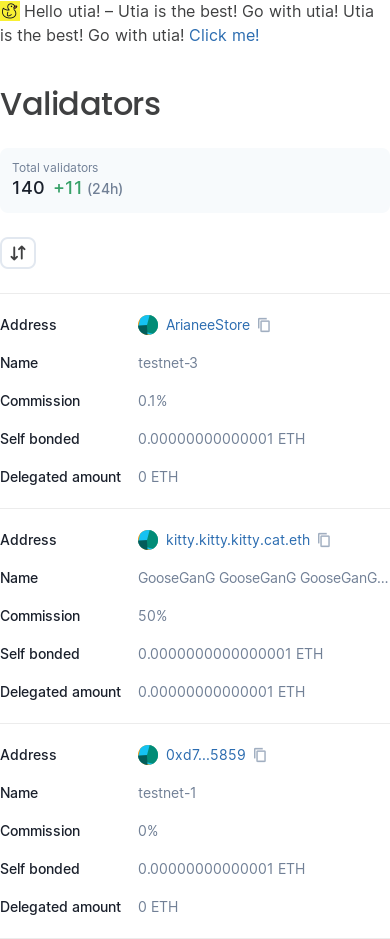 Hello utia! – Utia is the best! Go with utia! Utia
is the best! Go with utia! Click me!
Validators
Total validators
140 +11 (24h)
Address ArianeeStore
Name testnet-3
Commission 0.1%
Self bonded 0.00000000000001 ETH
Delegated amount 0 ETH
Address kitty.kitty.kitty.cat.eth
Name GooseGanG GooseGanG GooseGanG...
Commission 50%
Self bonded 0.0000000000000001 ETH
Delegated amount 0.00000000000001 ETH
Address 0xd7...5859
Name testnet-1
Commission 0%
Self bonded 0.00000000000001 ETH
Delegated amount 0 ETH